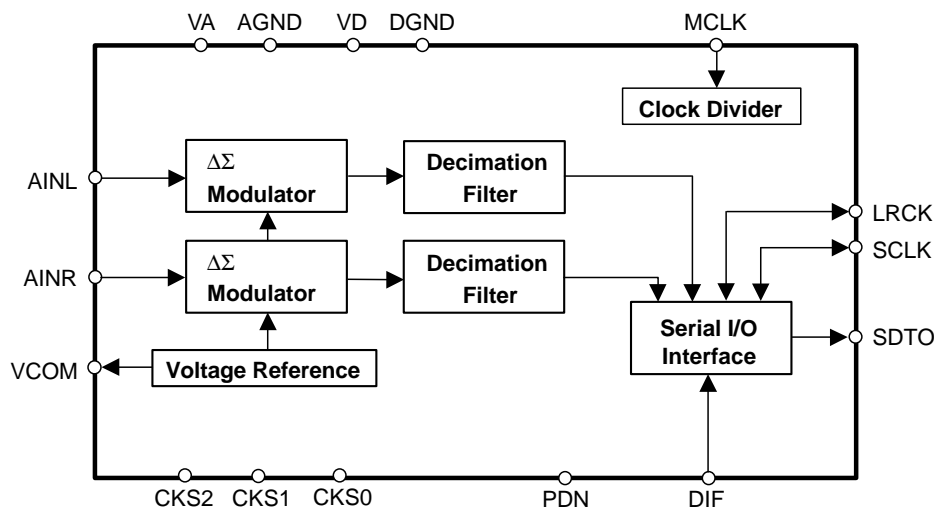 VA AGND VD DGND MCLK
Clock Divider
AINL
ΔΣ
Modulator
Decimation
Filter
LRCK
SCLK
AINR
ΔΣ
Modulator
Decimation
Filter
Serial I/O
Interface
SDTO
VCOM
Voltage Reference
CKS2 CKS1 CKS0 PDN DIF